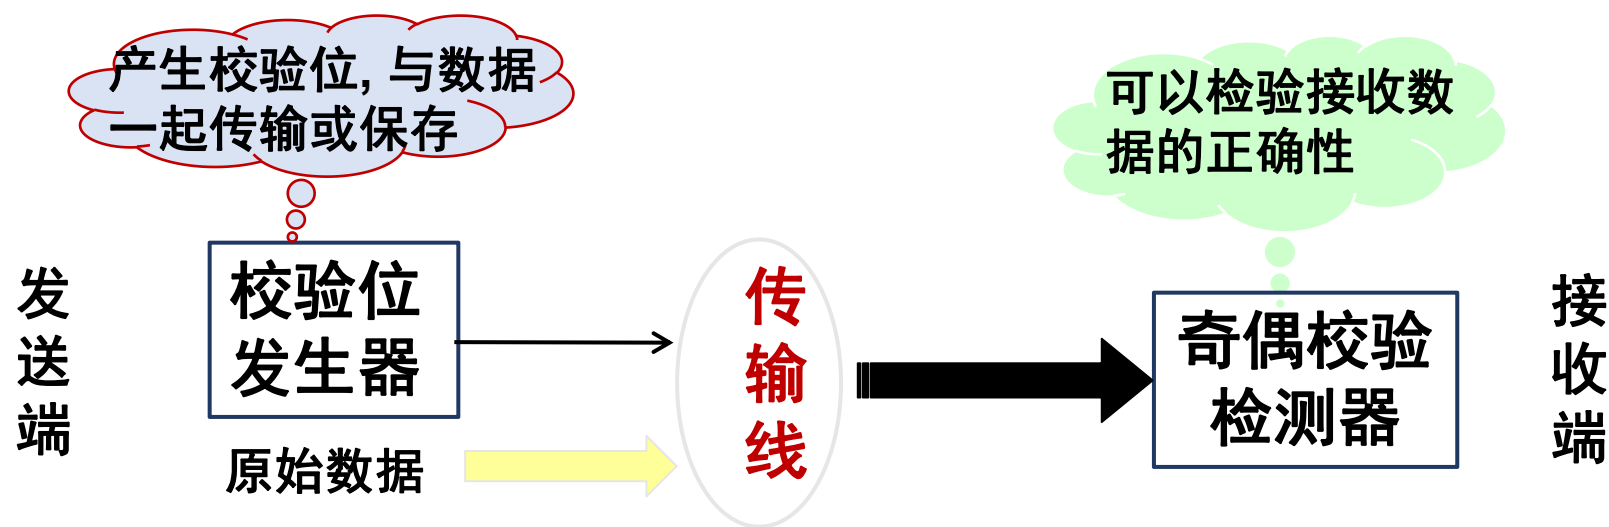 产生校验位, 与数据
一起传输或保存
可以检验接收数
据的正确性
发送端
校验位
发生器
原始数据
传输线
奇偶校验
检测器
接收端